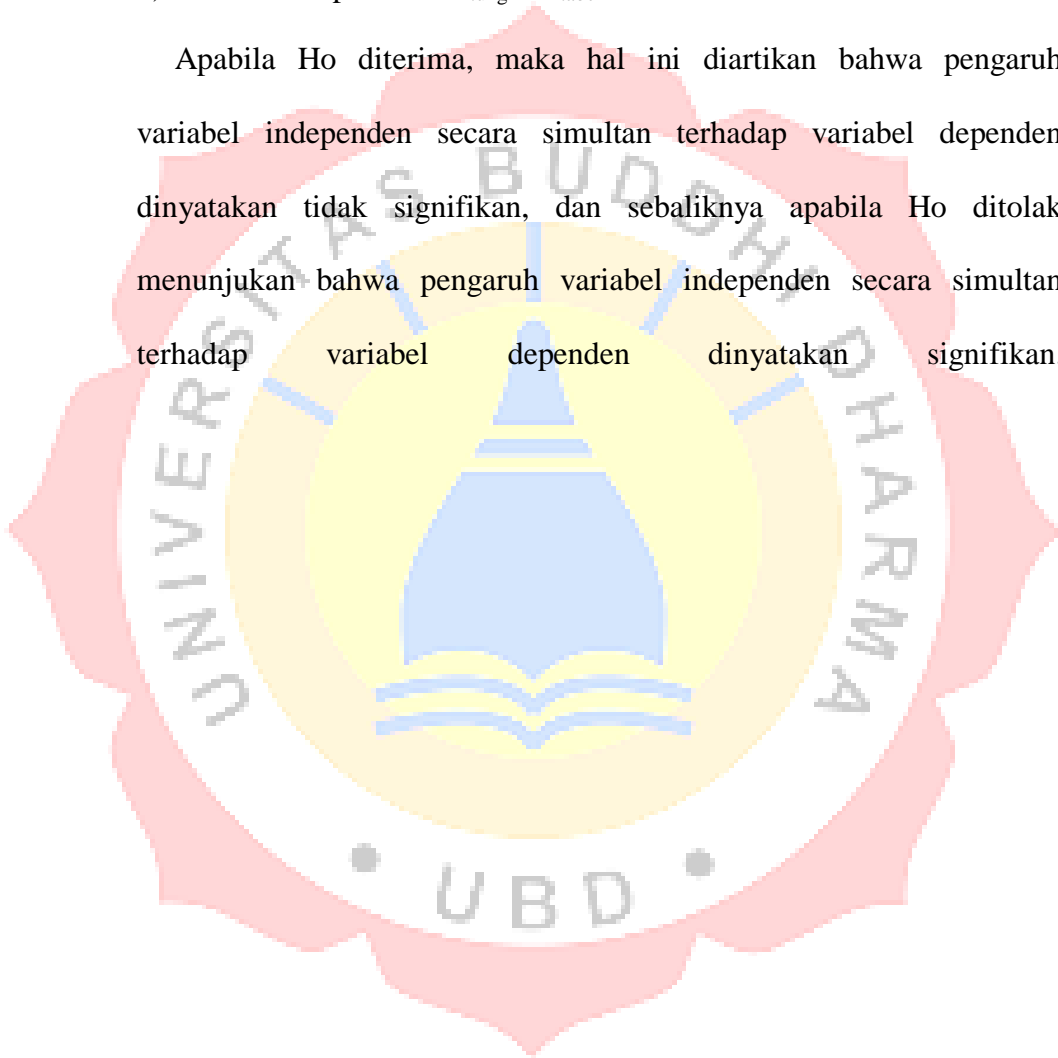 Apabila Ho diterima, maka hal ini diartikan bahwa pengaruh
variabel independen secara simultan terhadap variabel dependen
dinyatakan tidak signifikan, dan sebaliknya apabila Ho ditolak
menunjukan bahwa pengaruh variabel independen secara simultan
terhadap variabel dependen dinyatakan signifikan.
UNIVERSITAS BUDDHI DHARMA
• UBD •